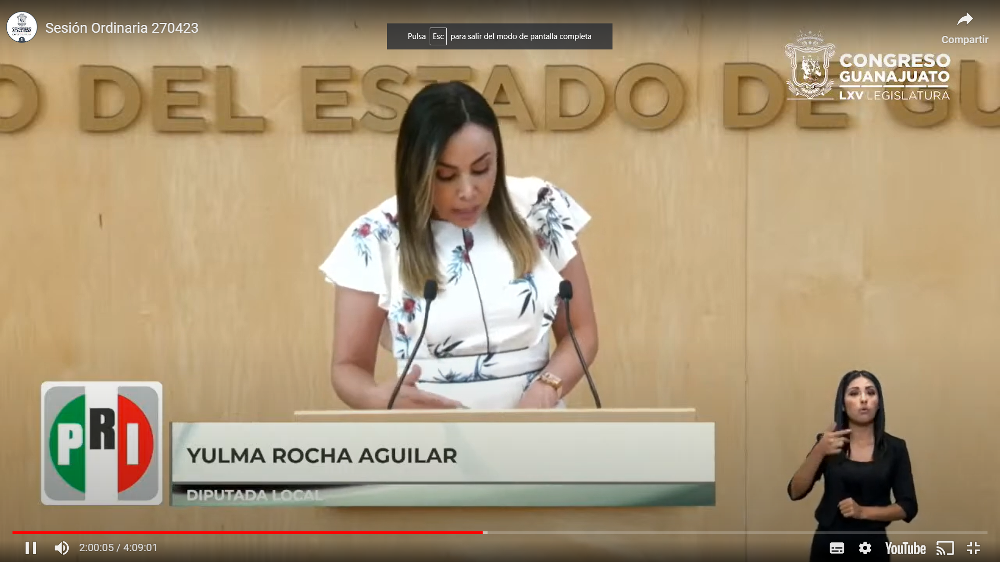 Sesión Ordinaria 270423
Pulsa Esc para salir del modo de pantalla completa
Compartir
CONGRESO
GUANAJUATO
LXV LEGISLATURA
O DEL ESTADO DE GU
PRI
YULMA ROCHA AGUILAR
DIPUTADA LOCAL
2:00:05 / 4:09:01
YouTube